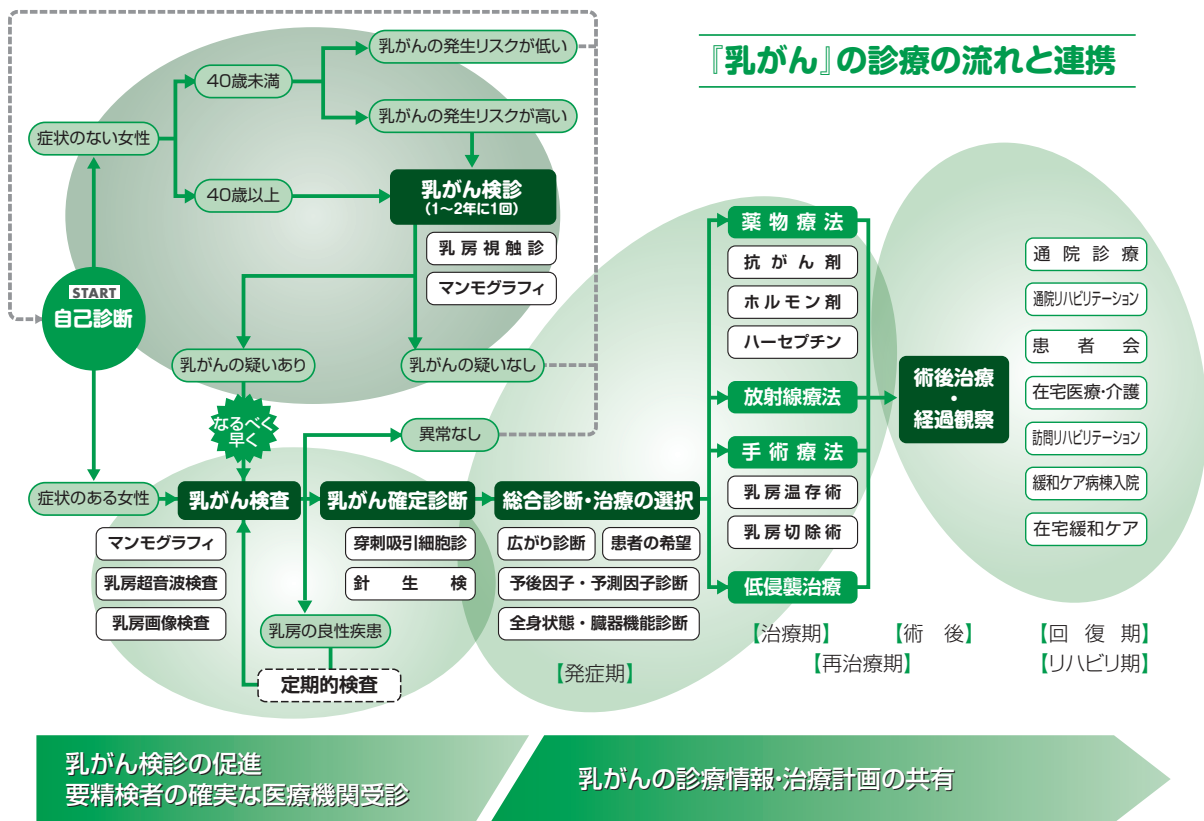 『乳がん』の診療の流れと連携
乳がんの発生リスクが低い
40歳未満
乳がんの発生リスクが高い
症状のない女性
40歳以上
乳がん検診
(1〜2年に1回)
乳房視触診
マンモグラフィ
START
自己診断
乳がんの疑いあり
乳がんの疑いなし
なるべく
早く
異常なし
症状のある女性
乳がん検査
マンモグラフィ
乳房超音波検査
乳房画像検査
乳がん確定診断
穿刺吸引細胞診
針生検
乳房の良性疾患
定期的検査
総合診断・治療の選択
広がり診断
患者の希望
予後因子・予測因子診断
全身状態・臓器機能診断
【発症期】
薬物療法
抗がん剤
ホルモン剤
ハーセプチン
放射線療法
手術療法
乳房温存術
乳房切除術
低侵襲治療
【治療期】
【術後】
【再治療期】
術後治療
・
経過観察
通院診療
通院リハビリテーション
患者会
在宅医療・介護
訪問リハビリテーション
緩和ケア病棟入院
在宅緩和ケア
【回復期】
【リハビリ期】
乳がん検診の促進
要精検者の確実な医療機関受診
乳がんの診療情報・治療計画の共有